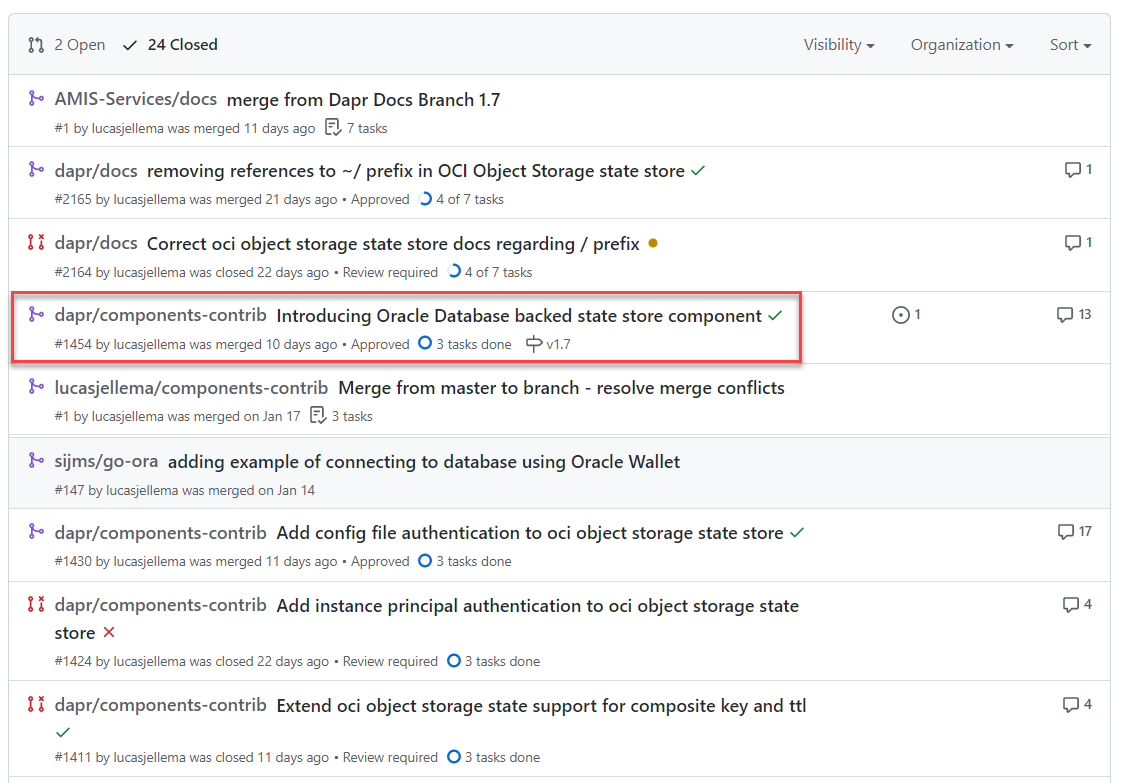 2 Open 24 Closed Visibility Organization Sort
AMIS-Services/docs merge from Dapr Docs Branch 1.7
#1 by lucasjellema was merged 11 days ago 7 tasks
dapr/docs removing references to ~/ prefix in OCI Object Storage state store 1
#2165 by lucasjellema was merged 21 days ago • Approved 4 of 7 tasks
dapr/docs Correct oci object storage state store docs regarding / prefix 1
#2164 by lucasjellema was closed 22 days ago • Review required 4 of 7 tasks
dapr/components-contrib Introducing Oracle Database backed state store component 1 13
#1454 by lucasjellema was merged 10 days ago • Approved 3 tasks done v1.7
lucasjellema/components-contrib Merge from master to branch - resolve merge conflicts
#1 by lucasjellema was merged on Jan 17 3 tasks
sijms/go-ora adding example of connecting to database using Oracle Wallet
#147 by lucasjellema was merged on Jan 14
dapr/components-contrib Add config file authentication to oci object storage state store 17
#1430 by lucasjellema was merged 11 days ago • Approved 3 tasks done
dapr/components-contrib Add instance principal authentication to oci object storage state 4
store
#1424 by lucasjellema was closed 22 days ago • Review required 3 tasks done
dapr/components-contrib Extend oci object storage state support for composite key and ttl 4
#1411 by lucasjellema was closed 11 days ago • Review required 3 tasks done